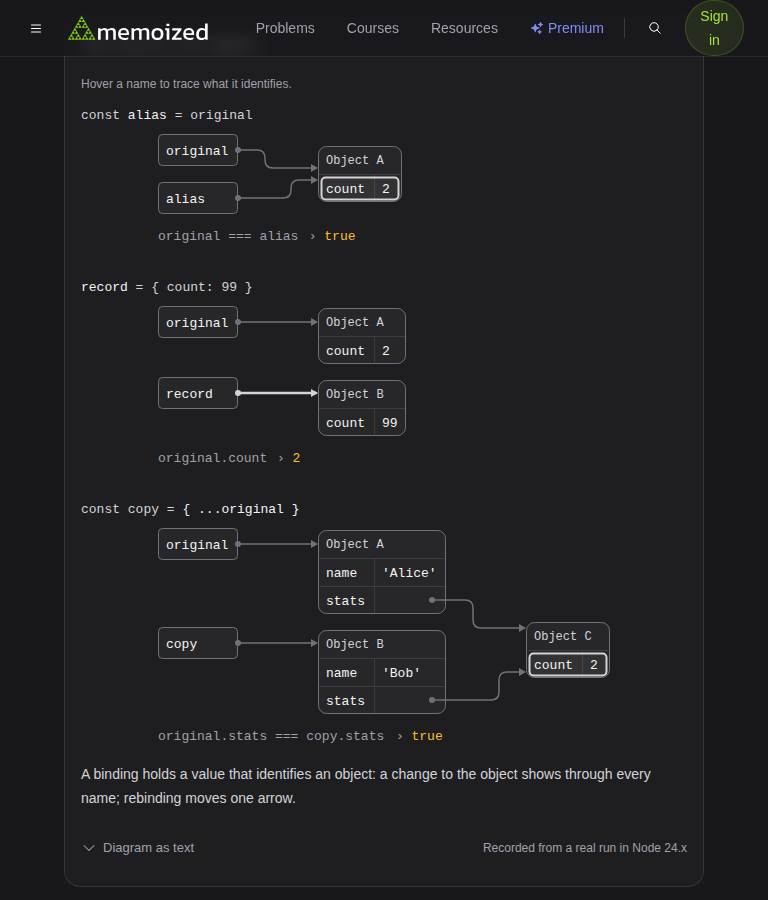 memoized
Problems
Courses
Resources
Premium
Sign
in
Hover a name to trace what it identifies.
const alias = original
original
alias
Object A
count 2
original === alias › true
record = { count: 99 }
original
Object A
count 2
record
Object B
count 99
original.count › 2
const copy = { ...original }
original
Object A
name 'Alice'
stats
copy
Object B
name 'Bob'
stats
Object C
count 2
original.stats === copy.stats › true
A binding holds a value that identifies an object: a change to the object shows through every
name; rebinding moves one arrow.
Diagram as text
Recorded from a real run in Node 24.x